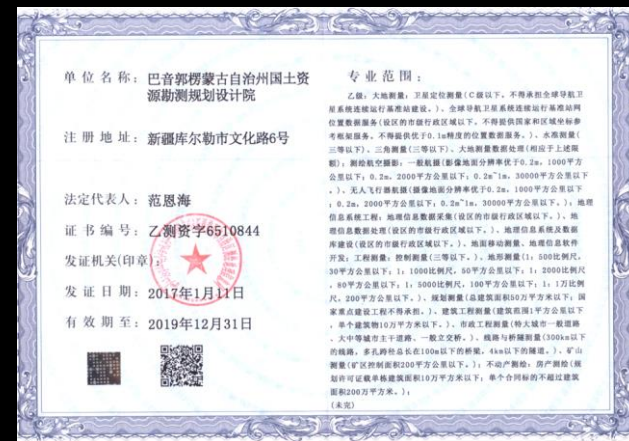 单位名称：巴音郭楞蒙古自治州国土资
源勘测规划设计院
注册地址：新疆库尔勒市文化路6号
法定代表人：范恩海
证书编号：乙测资字6510844
发证机关(印章)：
发证日期：2017年1月11日
有效期至：2019年12月31日
专业范围：
乙级：大地测量：卫星定位测量(C级以下。不得承担全球导航卫
星系统连续运行基准站建设。)、全球导航卫星系统连续运行基准站网
位置数据服务(设区的市级行政区域以下。不得提供国家和区域坐标参
考框架服务。不得提供优于0.1m精度的位置数据服务。)、水准测量(
三等以下)、三角测量(三等以下)、大地测量数据处理(相应于上述限
额)；测绘航空摄影：一般航摄(影像地面分辨率优于0.2m，1000平方
公里以下；0.2m，2000平方公里以下；0.2m~1m，30000平方公里以下
。)、无人飞行器航摄(摄像地面分辨率优于0.2m，1000平方公里以下
；0.2m，2000平方公里以下；0.2m~1m，30000平方公里以下。)；地理
信息系统工程：地理信息数据采集(设区的市级行政区域以下。)、地
理信息数据处理(设区的市级行政区域以下。)、地理信息系统及数据
库建设(设区的市级行政区域以下。)、地面移动测量、地理信息软件
开发；工程测量：控制测量(三等以下。)、地形测量(1：500比例尺，
30平方公里以下；1：1000比例尺，50平方公里以下；1：2000比例尺
，80平方公里以下；1：5000比例尺，100平方公里以下；1：1万比例
尺，200平方公里以下。)、规划测量(总建筑面积50万平方米以下；国
家重点建设工程不得承担。)、建筑工程测量(建筑范围1平方公里以下
，单个建筑物10万平方米以下。)、市政工程测量(特大城市一般道路
、大中等城市主干道路、一般立交桥。)、线路与桥隧测量(300km以下
的线路，多孔跨径总长在100m以下的桥梁，4km以下的隧道。)、矿山
测量(矿区控制面积200平方公里以下。)；不动产测绘：房产测绘(规
划许可证载单栋建筑面积10万平方米以下；单个合同标的不超过建筑
面积200万平方米。)；
(未完)